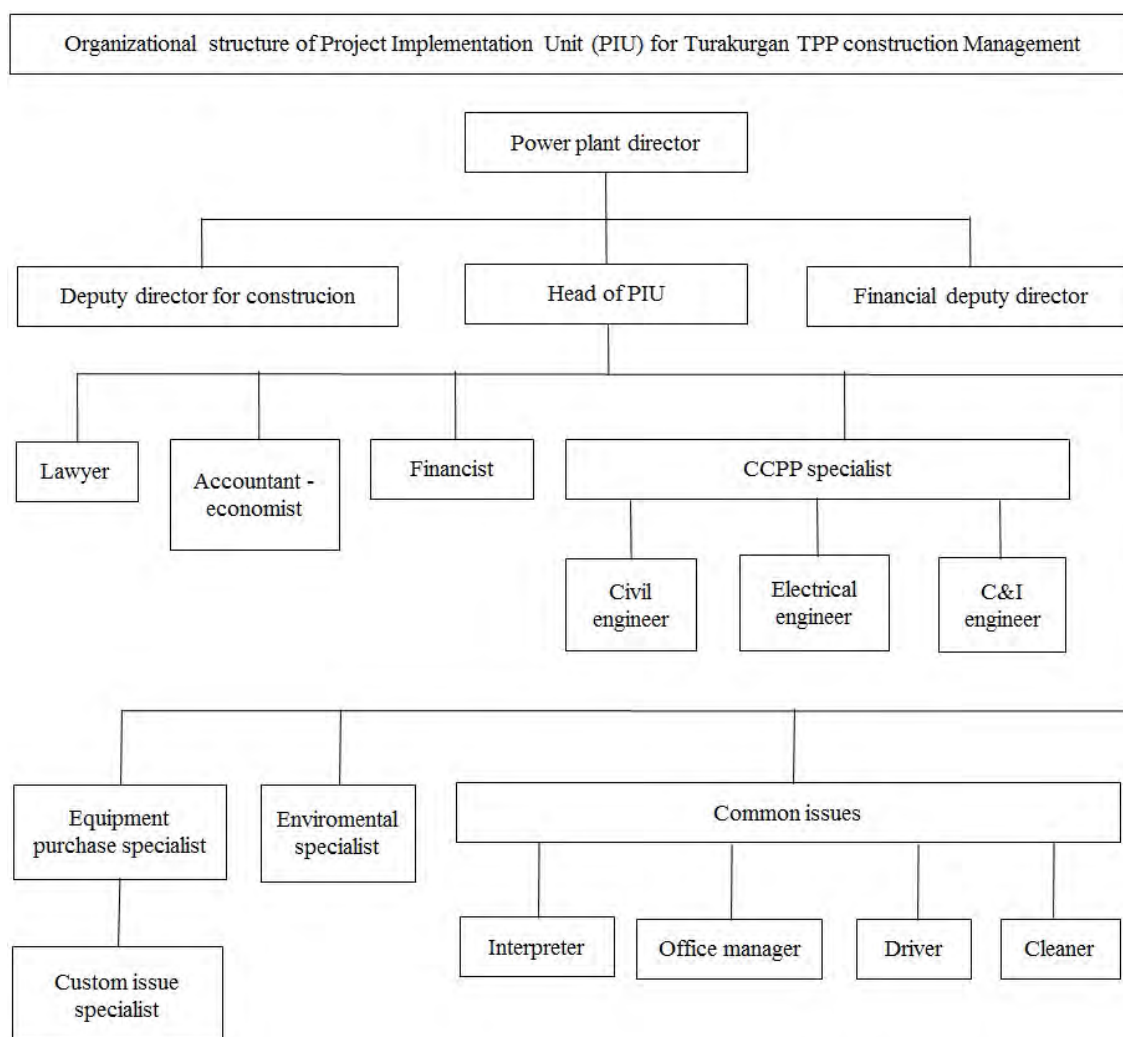 Organizational structure of Project Implementation Unit (PIU) for Turakurgan TPP construction Management
Power plant director
Deputy director for construcion
Head of PIU
Financial deputy director
Lawyer
Accountant -
economist
Financist
CCPP specialist
Civil
engineer
Electrical
engineer
C&I
engineer
Equipment
purchase specialist
Enviromental
specialist
Common issues
Interpreter
Office manager
Driver
Cleaner
Custom issue
specialist